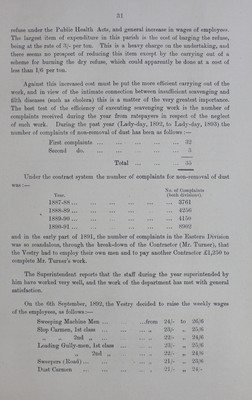 31
refuse under the Public Health Acts, and general increase in wages of employees.
The largest item of expenditure in this parish is the cost of barging the refuse,
being at the rate of 3/- per ton. This is a heavy charge on the undertaking, and
there seems no prospect of reducing this item except by the carrying out of a
scheme for burning the dry refuse, which could apparently be done at a cost of
less than 1/6 per ton.
Against this increased cost must be put the more efficient carrying out of the
work, and in view of the intimate connection between insufficient scavenging and
filth diseases (such as cholera) this is a matter of the very greatest importance.
The best test of the efficiency of executing scavenging work is the number of
complaints received during the year from ratepayers in respect of the neglect
of such work. During the past year (Lady-day, 1892, to Lady-day, 1893) the
number of complaints of non-removal of dust has been as follows :—
First complaints ... ... ... ... 32
Second do. ... ... ... ... 3
Total ... ... ... 35
Under the contract system the number of complaints for non-removal of dust
was :—
Year. No. of Complaints (both divisions).
1887-88 ... ... ... ... ... 3761
1888-89 ... ... ... ... ... 4256
1889-90 ... ... ... ... ... 4150
1890-91 ... ... ... ... ... 8902
and in the early part of 1891, the number of complaints in the Eastern Division
was so scandalous, through the break-down of the Contractor (Mr. Turner), that
the Vestry had to employ their own men and to pay another Contractor £1,250 to
complete Mr. Turner's work.
The Superintendent reports that the staff during the year superintended by
him have worked very well, and the work of the department has met with general
satisfaction.
On the 6th September, 1892, the Vestry decided to raise the weekly wages
of the employees, as follows :—
Sweeping Machine Men ... ... ...from 24/- to 26/6
Slop Carmen, 1st class ... ... ... „ 23/- „ 25/6
„ „ 2nd „ ... ... ... „ 22/- „ 24/6
Leading Gully-men, 1st class ... ... „ 23/- „ 25/6
„ „ 2nd „ ... ... „ 22/- „ 24/6
Sweepers (Road) ... ... ... ... „ 21/- „ 23/6
Dust Carmen ... ... ... ... „ 21/- „ 24/-